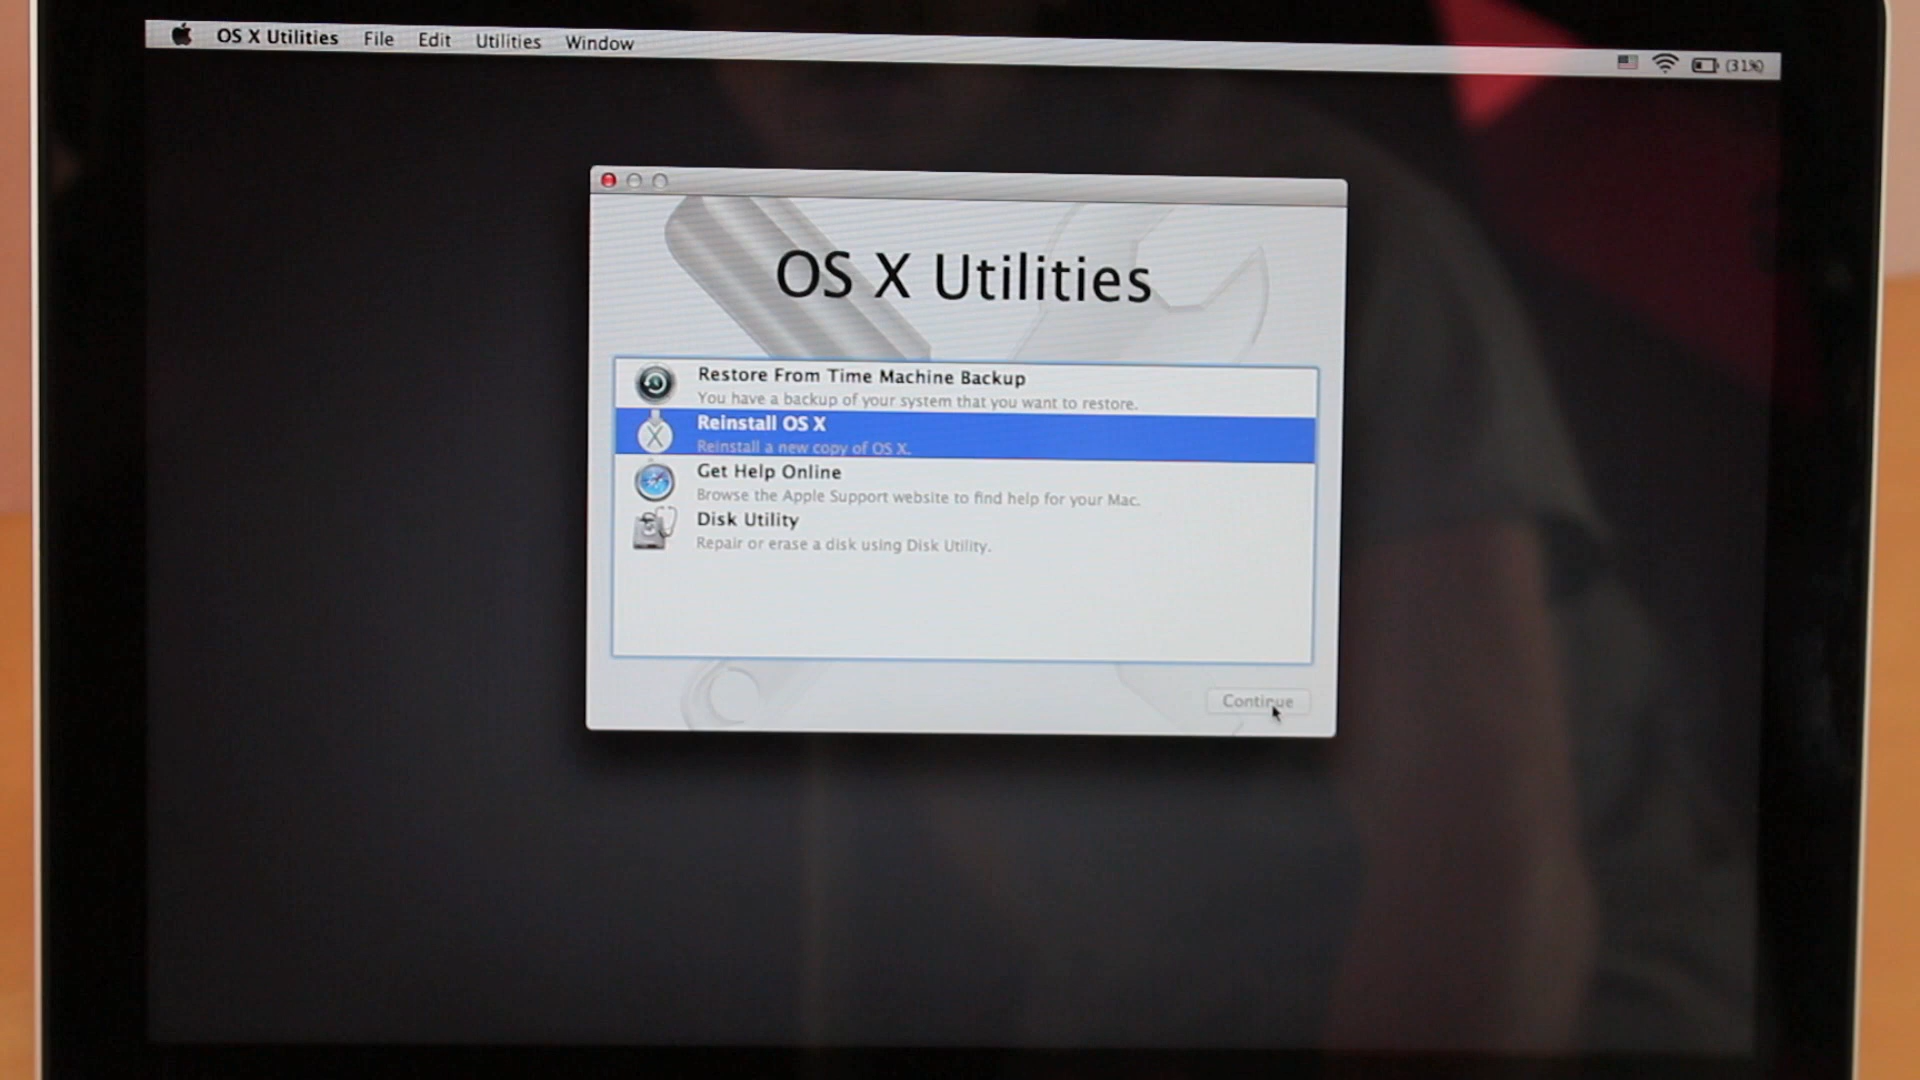 OS X Utilities File Edit Utilities Window (31%)
OS X Utilities
Restore From Time Machine Backup
You have a backup of your system that you want to restore.
Reinstall OS X
Reinstall a new copy of OS X.
Get Help Online
Browse the Apple Support website to find help for your Mac.
Disk Utility
Repair or erase a disk using Disk Utility.
Continue